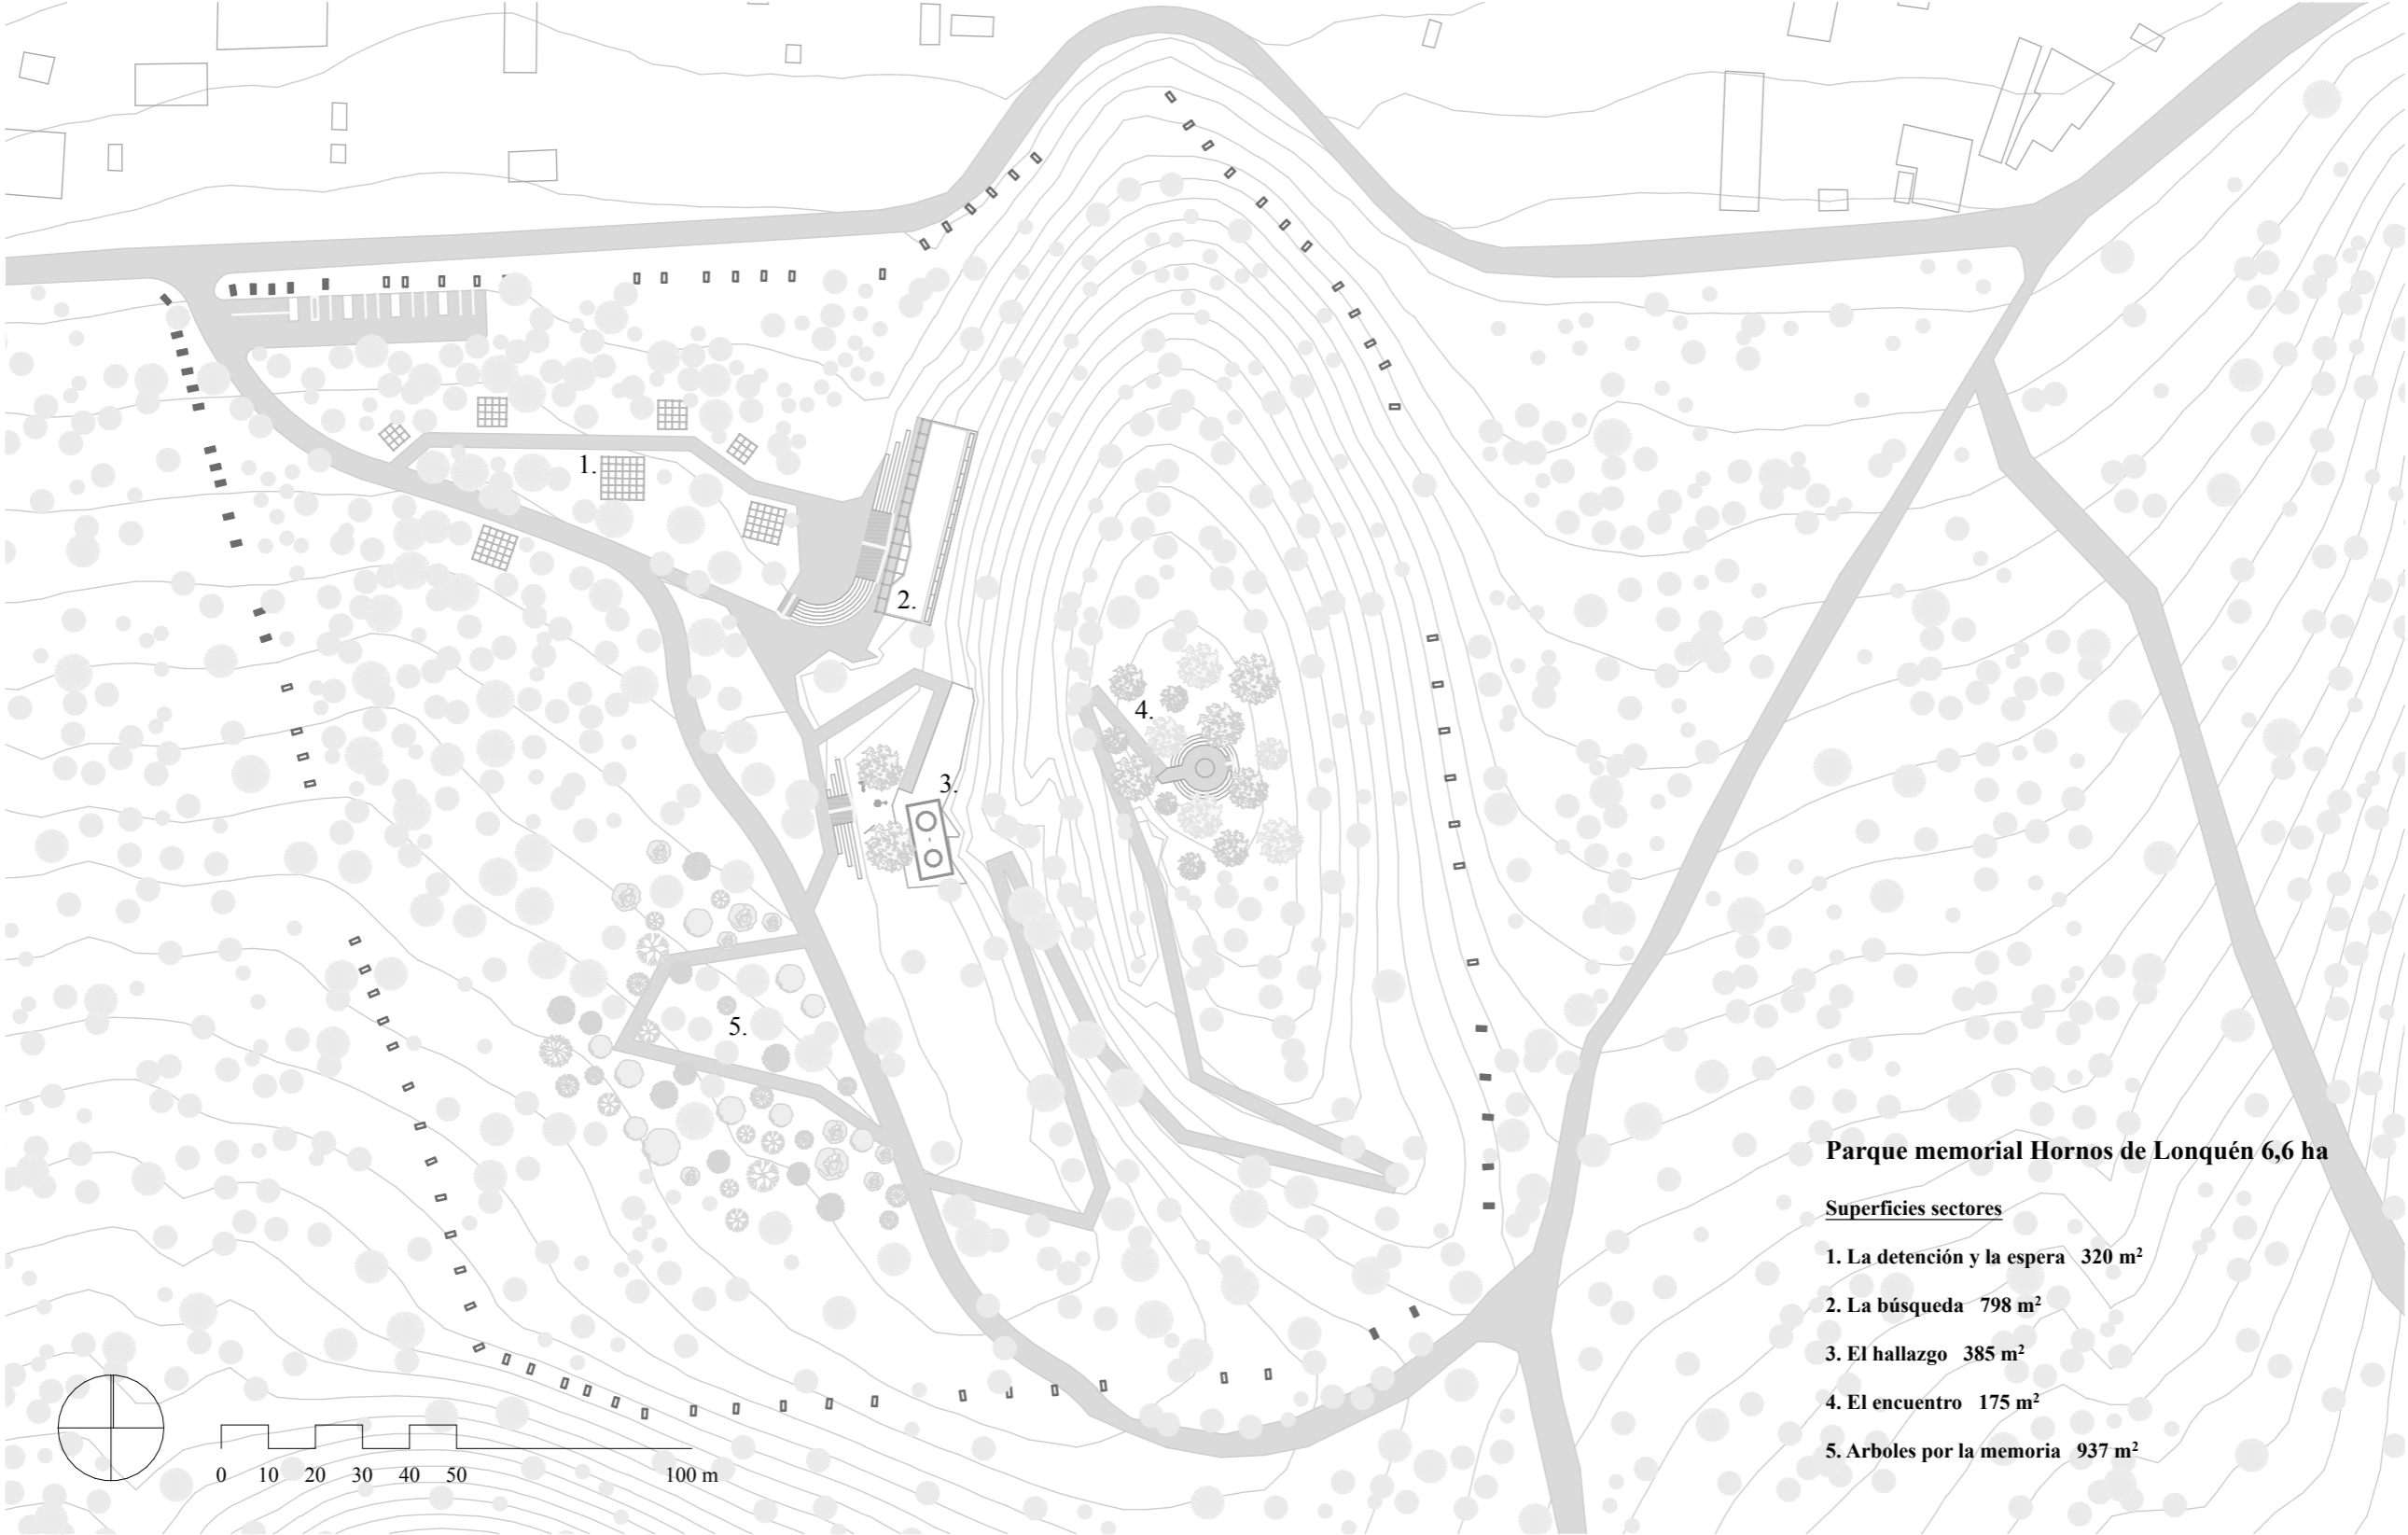 1.
2.
3.
4.
5.
Parque memorial Hornos de Lonquén 6,6 ha
Superficies sectores
1. La detención y la espera 320 m²
2. La búsqueda 798 m²
3. El hallazgo 385 m²
4. El encuentro 175 m²
5. Arboles por la memoria 937 m²
0 10 20 30 40 50 100 m